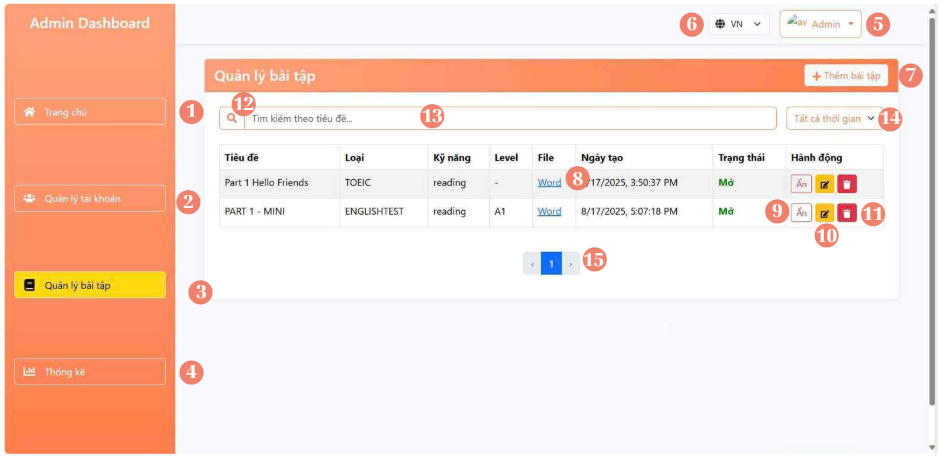 Admin Dashboard
6
VN
av Admin
5
Quản lý bài tập
+ Thêm bài tập
7
Trang chủ
1
12
Tìm kiếm theo tiêu đề...
13
Tất cả thời gian
14
Tiêu đề Loại Kỹ năng Level File Ngày tạo Trạng thái Hành động
Part 1 Hello Friends TOEIC reading - Word 8 /17/2025, 3:50:37 PM Mở Ẩn
Quản lý tài khoản
2
PART 1 - MINI ENGLISHTEST reading A1 Word 8/17/2025, 5:07:18 PM Mở 9 Ẩn 11
10
‹ 1 › 15
Quản lý bài tập
3
3
Thống kê
4